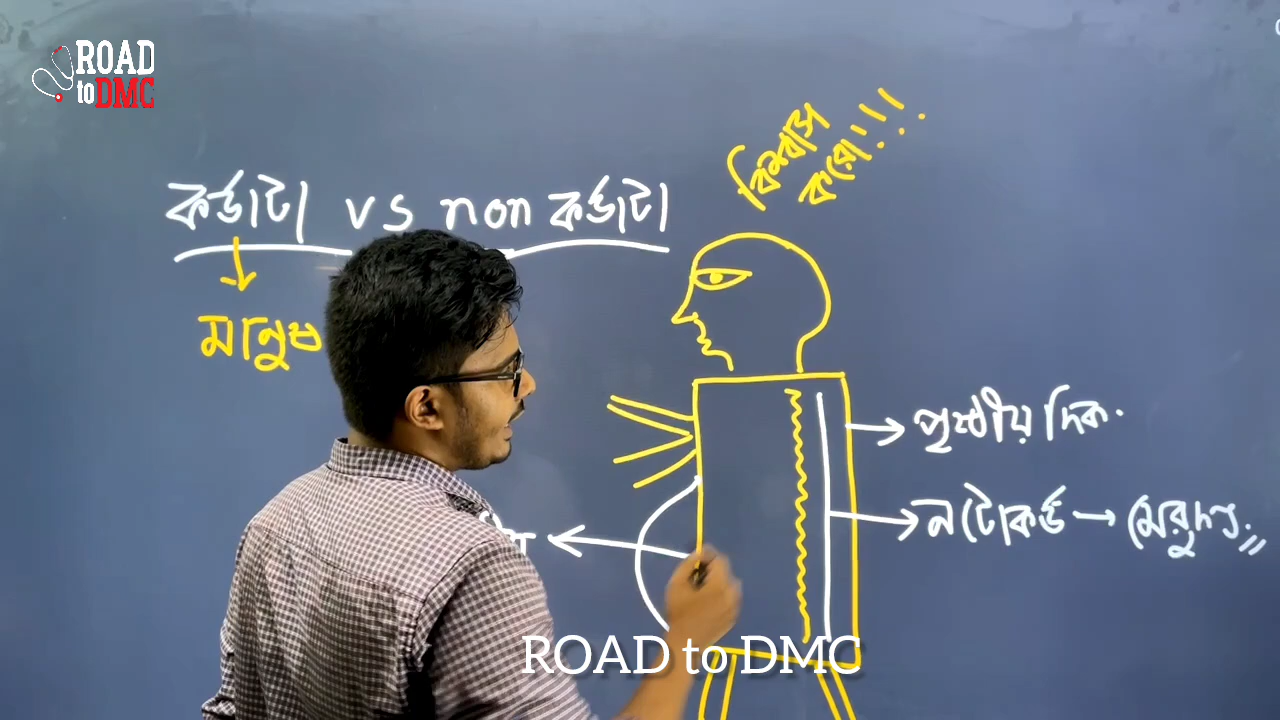 ROAD
to DMC
বিশ্বাস
করো!!!
কর্ডাটা vs non কর্ডাটা
মানুষ
পৃষ্ঠীয় দিক.
নটোকর্ড → মেরুদণ্ড.
ROAD to DMC